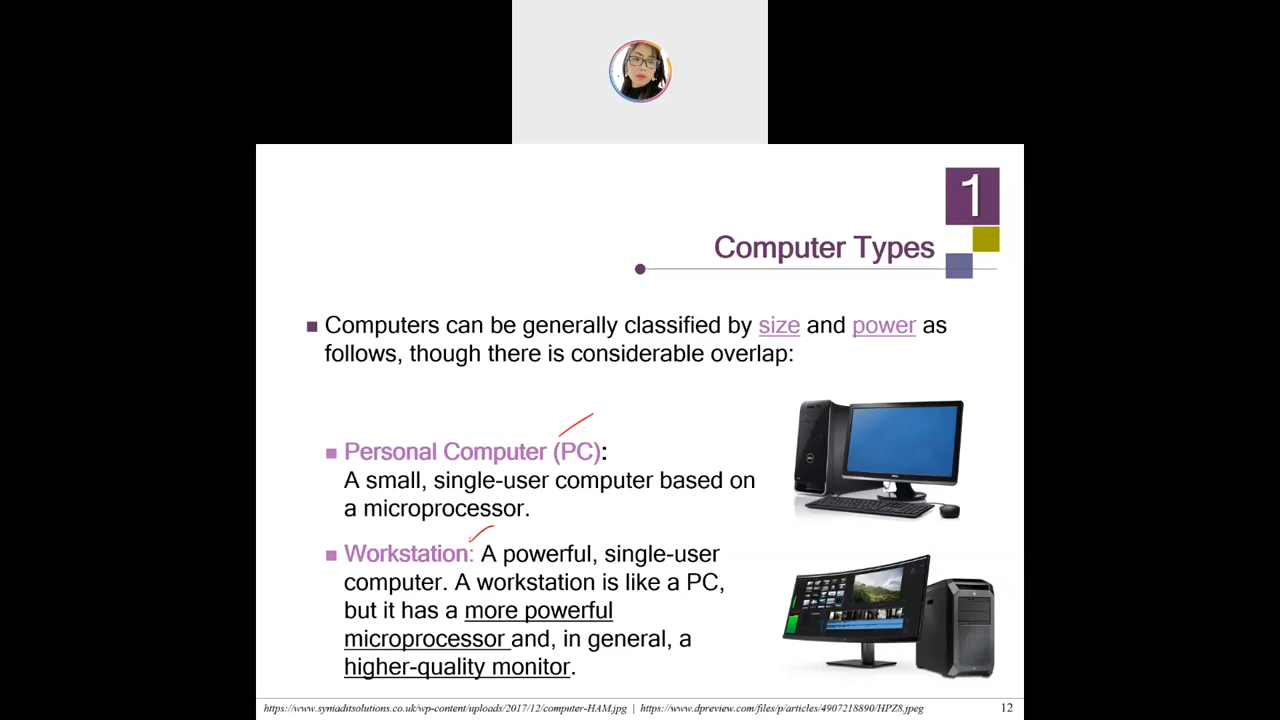 1
Computer Types
Computers can be generally classified by size and power as
follows, though there is considerable overlap:
Personal Computer (PC):
A small, single-user computer based on
a microprocessor.
Workstation: A powerful, single-user
computer. A workstation is like a PC,
but it has a more powerful
microprocessor and, in general, a
higher-quality monitor.
https://www.syniaditsolutions.co.uk/wp-content/uploads/2017/12/computer-HAM.jpg | https://www.dpreview.com/files/p/articles/4907218890/HPZ8.jpeg
12